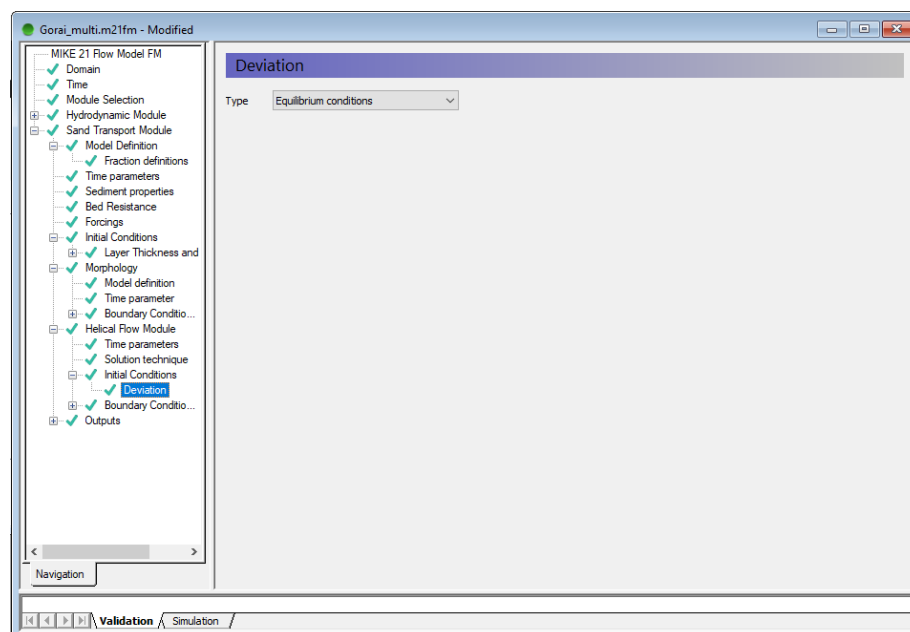 Gorai_multi.m21fm - Modified
MIKE 21 Flow Model FM
Domain
Time
Module Selection
Hydrodynamic Module
Sand Transport Module
Model Definition
Fraction definitions
Time parameters
Sediment properties
Bed Resistance
Forcings
Initial Conditions
Layer Thickness and
Morphology
Model definition
Time parameter
Boundary Conditio...
Helical Flow Module
Time parameters
Solution technique
Initial Conditions
Deviation
Boundary Conditio...
Outputs
Navigation
Deviation
Type Equilibrium conditions
Validation Simulation